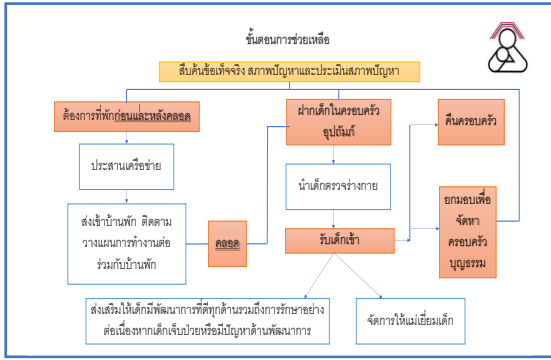 ขั้นตอนการช่วยเหลือ
สืบค้นข้อเท็จจริง สภาพปัญหาและประเมินสภาพปัญหา
ต้องการที่พักก่อนและหลังคลอด
ฝากเด็กในครอบครัว
อุปถัมภ์
คืนครอบครัว
ประสานเครือข่าย
นำเด็กตรวจร่างกาย
ยกมอบเพื่อ
จัดหา
ครอบครัว
บุญธรรม
ส่งเข้าบ้านพัก ติดตาม
วางแผนการทำงานต่อ
ร่วมกับบ้านพัก
คลอด
รับเด็กเข้า
ส่งเสริมให้เด็กมีพัฒนาการที่ดีทุกด้านรวมถึงการรักษาอย่าง
ต่อเนื่องหากเด็กเจ็บป่วยหรือมีปัญหาด้านพัฒนาการ
จัดการให้แม่เยี่ยมเด็ก